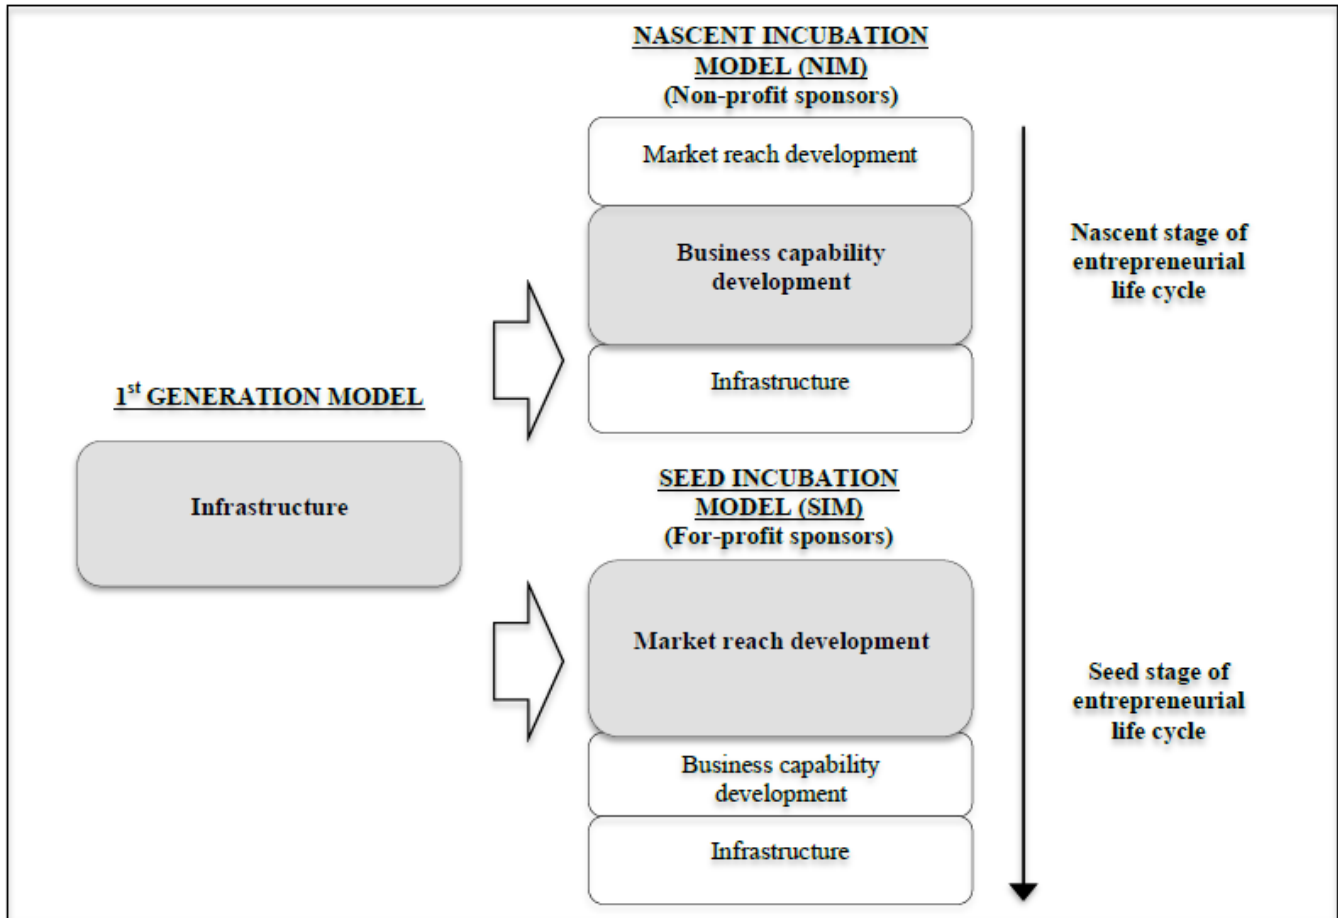 1st GENERATION MODEL
Infrastructure
NASCENT INCUBATION
MODEL (NIM)
(Non-profit sponsors)
Market reach development
Business capability
development
Infrastructure
SEED INCUBATION
MODEL (SIM)
(For-profit sponsors)
Market reach development
Business capability
development
Infrastructure
Nascent stage of
entrepreneurial
life cycle
Seed stage of
entrepreneurial
life cycle